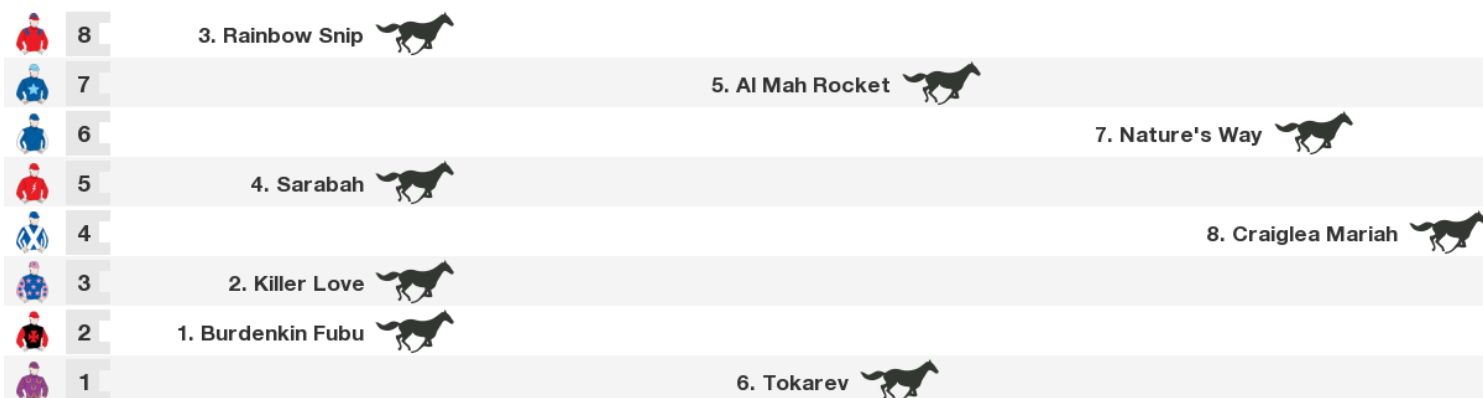 8 3. Rainbow Snip
7 5. Al Mah Rocket
6 7. Nature's Way
5 4. Sarabah
4 8. Craiglea Mariah
3 2. Killer Love
2 1. Burdenkin Fubu
1 6. Tokarev